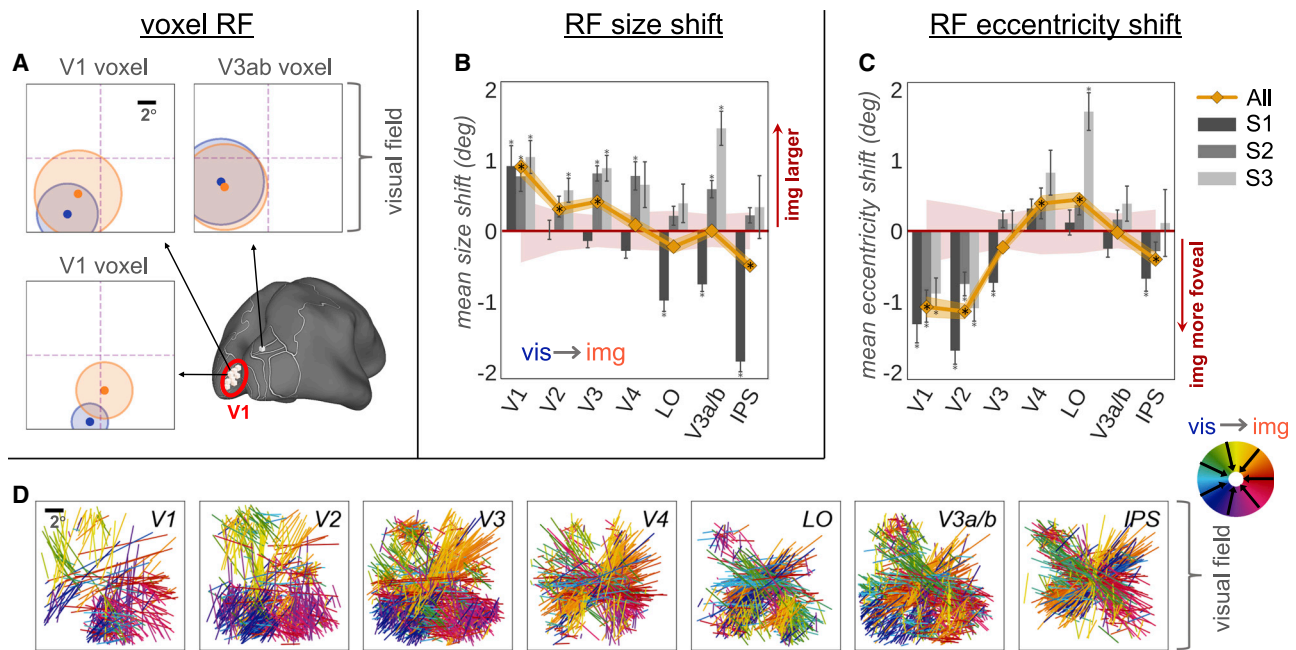 voxel RF
RF size shift
RF eccentricity shift
A
V1 voxel
V3ab voxel
2°
visual field
V1 voxel
V1
B
mean size shift (deg)
2
1
0
-1
-2
* * * * * * * * * * * * * * * *
img larger
vis → img
V1
V2
V3
V4
LO
V3a/b
IPS
C
mean eccentricity shift (deg)
2
1
0
-1
-2
img more foveal
V1
V2
V3
V4
LO
V3a/b
IPS
All
S1
S2
S3
vis → img
D
2°
V1
V2
V3
V4
LO
V3a/b
IPS
visual field